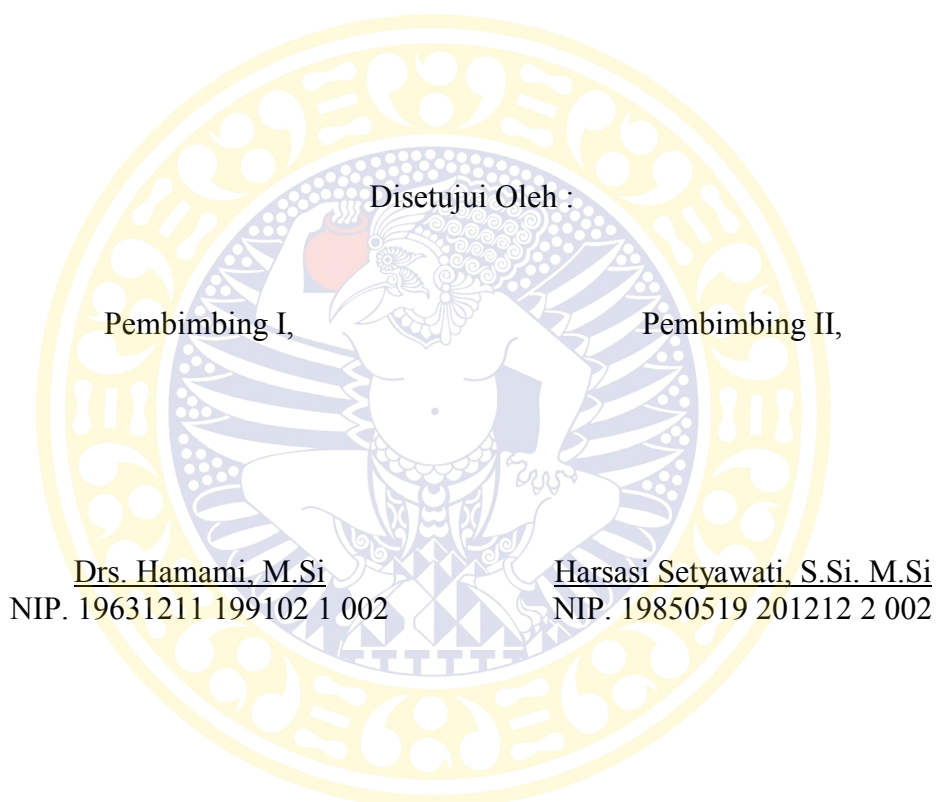 Disetujui Oleh :
Pembimbing I,
Pembimbing II,
Drs. Hamami, M.Si
NIP. 19631211 199102 1 002
Harsasi Setyawati, S.Si. M.Si
NIP. 19850519 201212 2 002